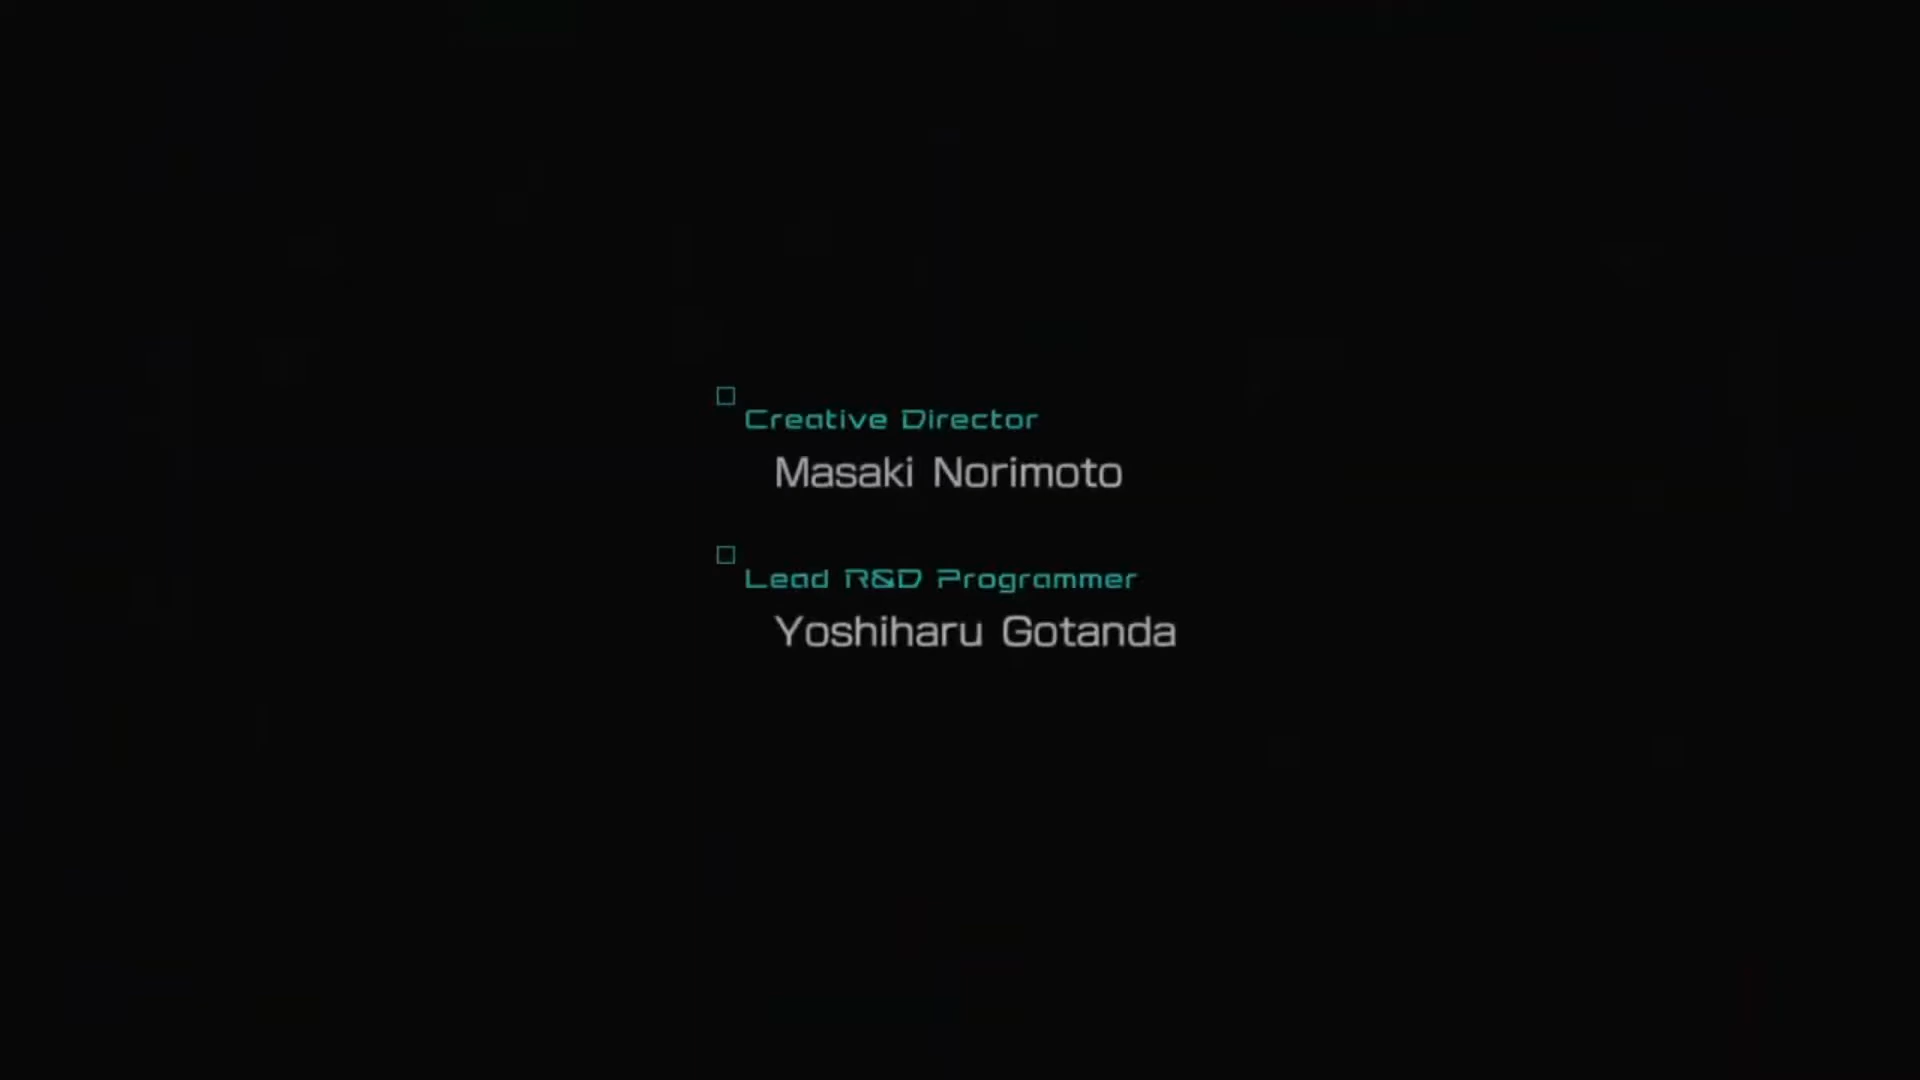 Creative Director
Masaki Norimoto
Lead R&D Programmer
Yoshiharu Gotanda